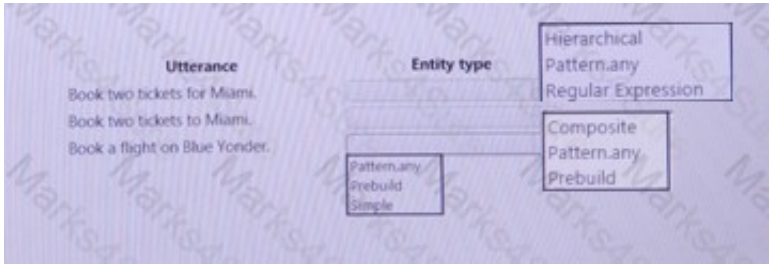 Hierarchical
Utterance Entity type Pattern.any
Book two tickets for Miami. Regular Expression
Book two tickets to Miami. Composite
Book a flight on Blue Yonder. Pattern.any
Pattern.any Prebuild
Prebuild
Simple
Marks4Sure